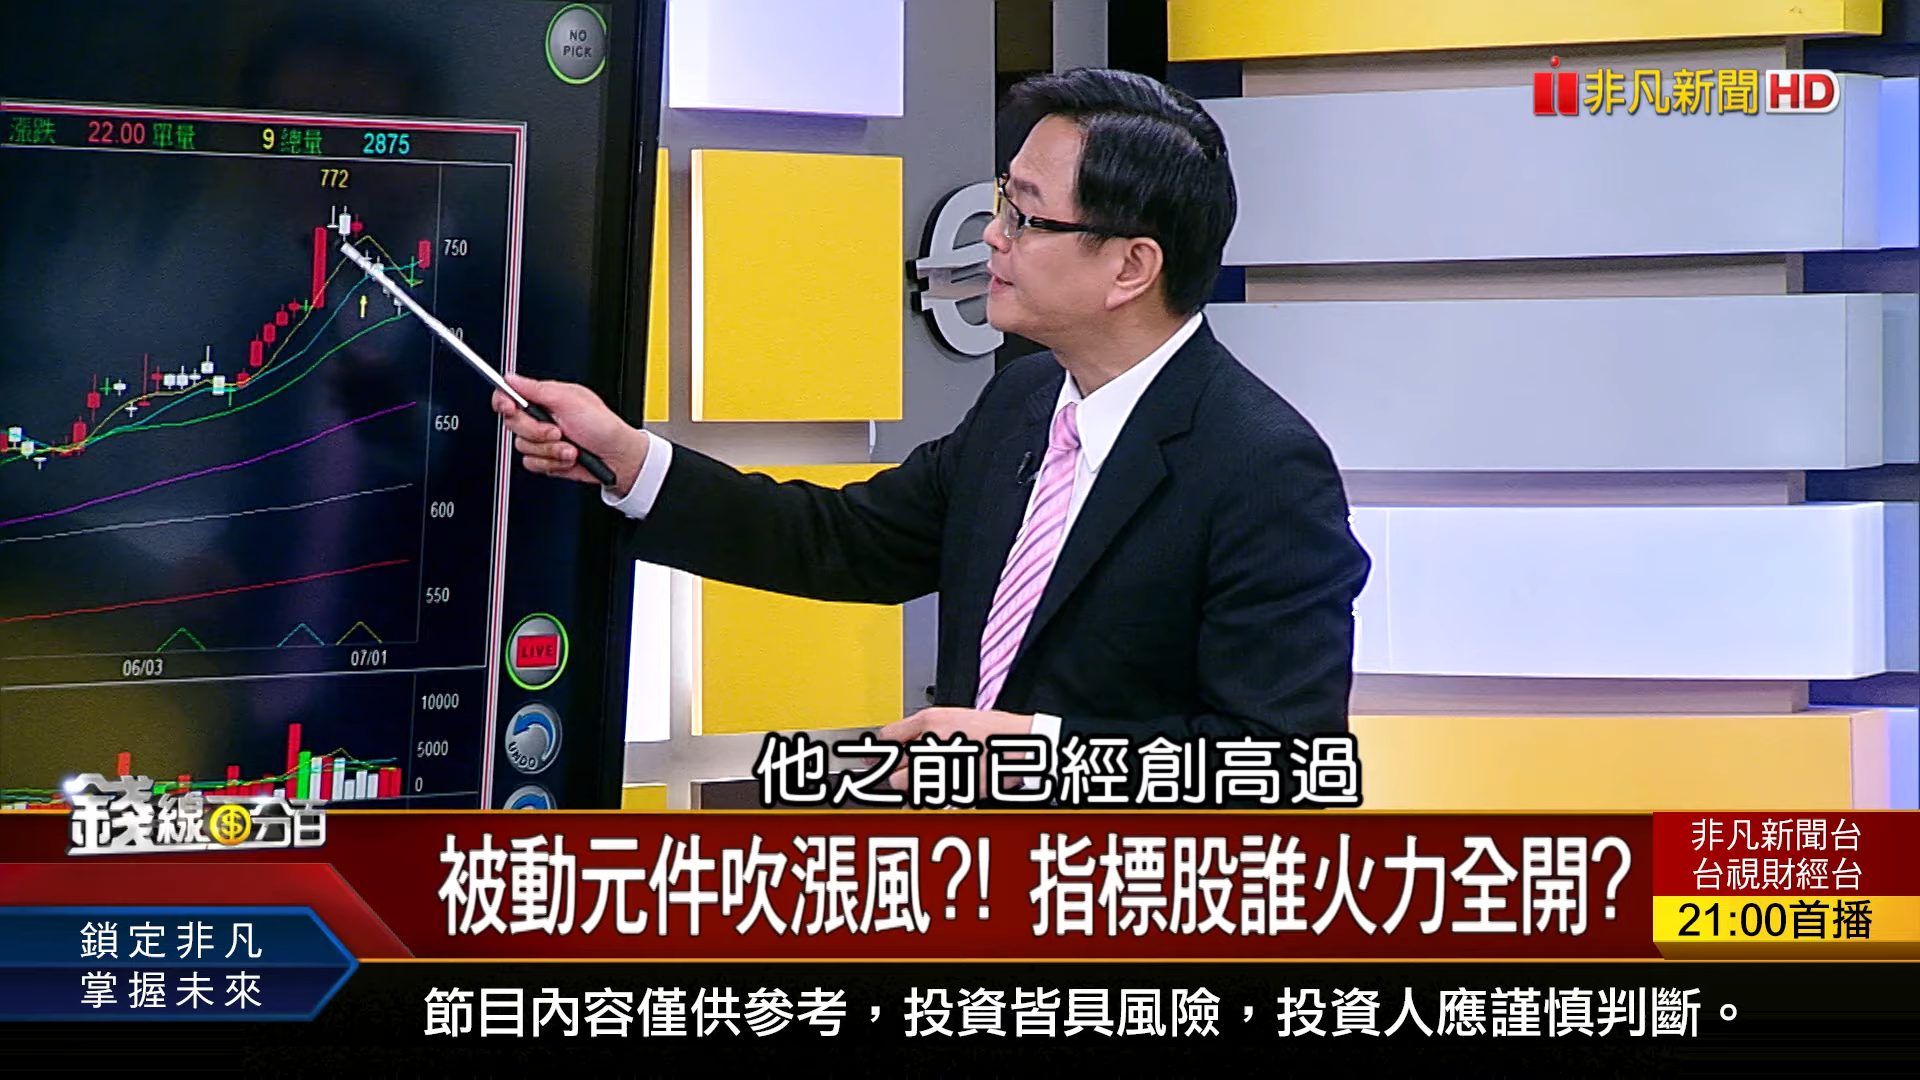 NO
PICK
非凡新聞HD
漲跌 22.00 單量 9 總量 2875
772
750
650
600
550
06/03 07/01
LIVE
10000
5000
0
UNDO
他之前已經創高過
錢線百分百
被動元件吹漲風?! 指標股誰火力全開?
非凡新聞台
台視財經台
21:00首播
鎖定非凡
掌握未來
節目內容僅供參考，投資皆具風險，投資人應謹慎判斷。